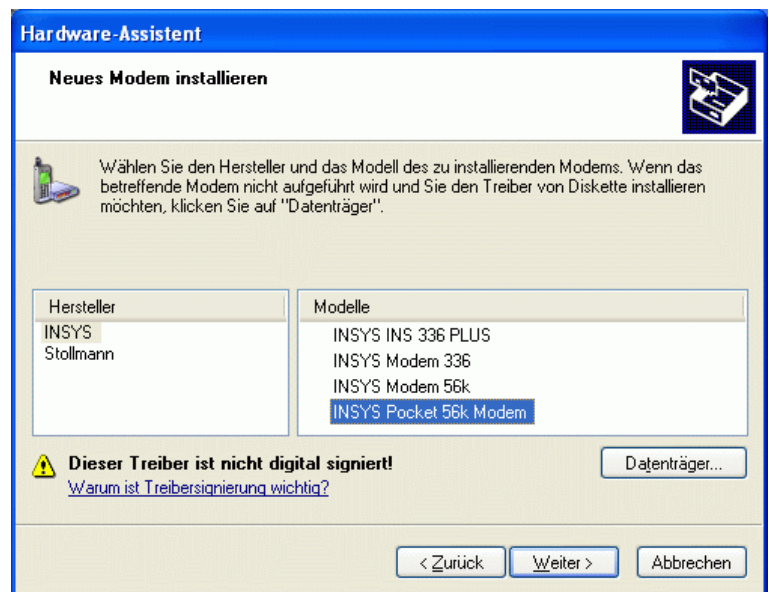 Hardware-Assistent
Neues Modem installieren
Wählen Sie den Hersteller und das Modell des zu installierenden Modems. Wenn das
betreffende Modem nicht aufgeführt wird und Sie den Treiber von Diskette installieren
möchten, klicken Sie auf "Datenträger".
Hersteller
INSYS
Stollmann
Modelle
INSYS INS 336 PLUS
INSYS Modem 336
INSYS Modem 56k
INSYS Pocket 56k Modem
Dieser Treiber ist nicht digital signiert!
Warum ist Treibersignierung wichtig?
Datenträger...
< Zurück
Weiter >
Abbrechen